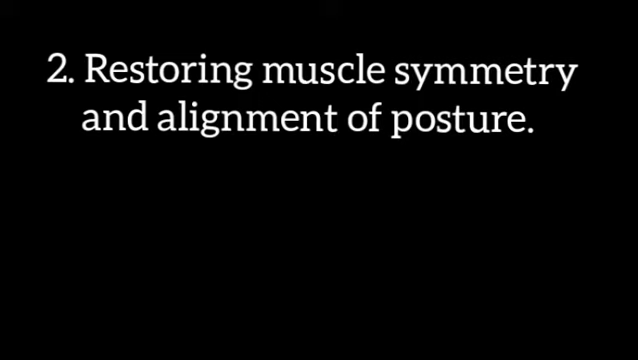 2. Restoring muscle symmetry
and alignment of posture.